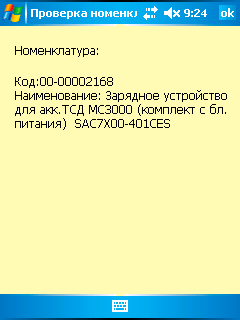 Проверка номенкл
9:24
ok
Номенклатура:
Код:00-00002168
Наименование: Зарядное устройство
для акк.ТСД MC3000 (комплект с бл.
питания) SAC7X00-401CES